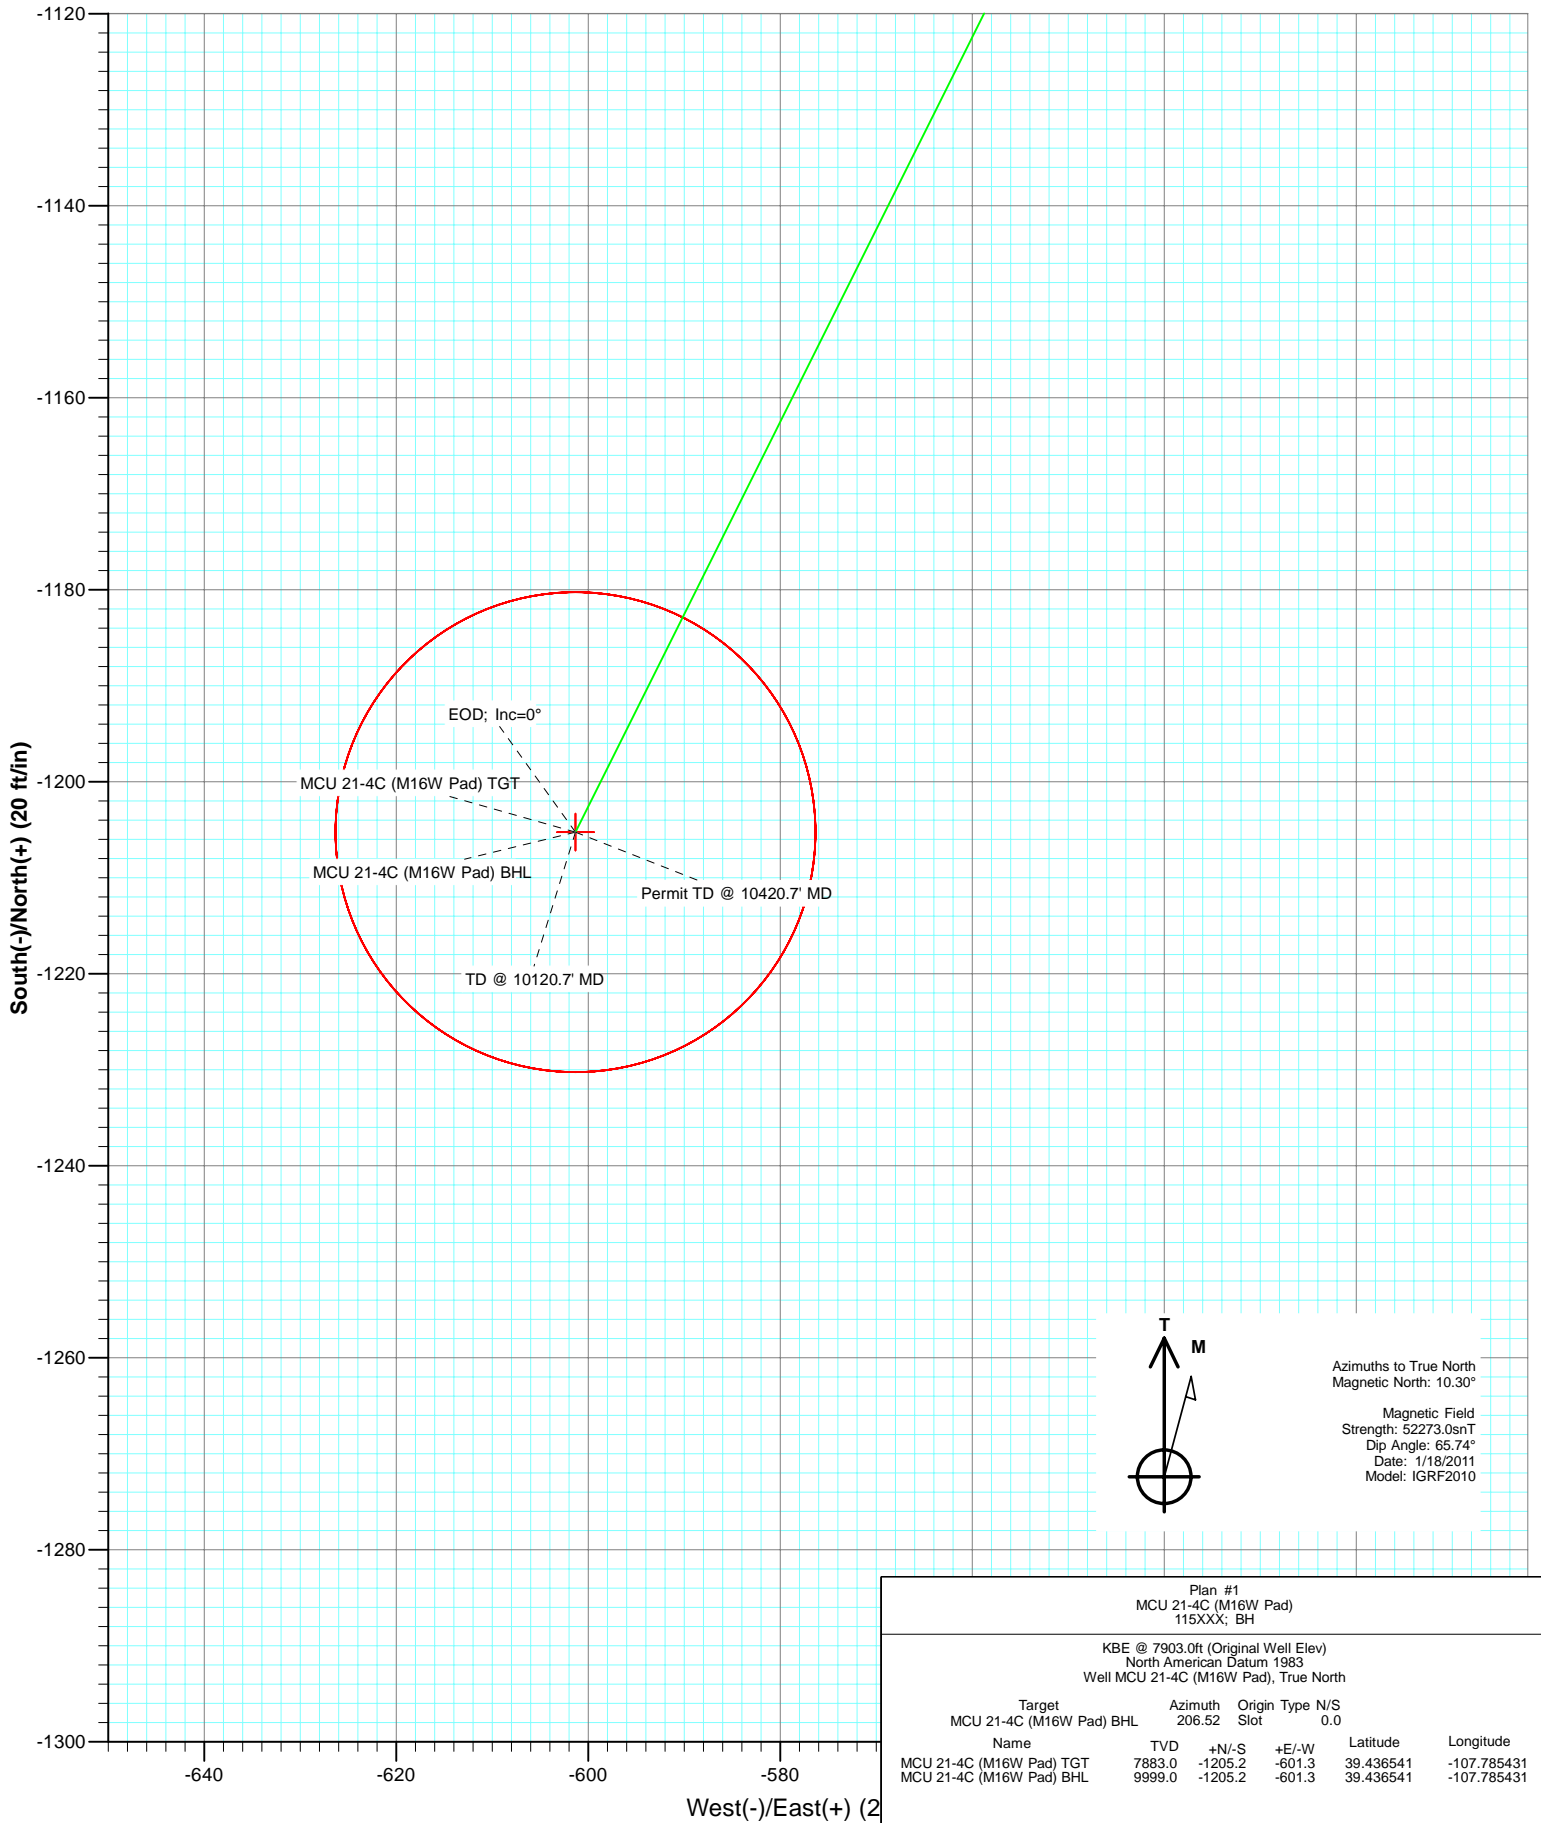 -1120
-1140
-1160
-1180
-1200
-1220
-1240
-1260
-1280
-1300
South(-)/North(+) (20 ft/in)
EOD; Inc=0°
MCU 21-4C (M16W Pad) TGT
MCU 21-4C (M16W Pad) BHL
Permit TD @ 10420.7' MD
TD @ 10120.7' MD
T
M
Azimuths to True North
Magnetic North: 10.30°
Magnetic Field
Strength: 52273.0snT
Dip Angle: 65.74°
Date: 1/18/2011
Model: IGRF2010
-640 -620 -600 -580
West(-)/East(+) (2
Plan #1
MCU 21-4C (M16W Pad)
115XXX; BH
KBE @ 7903.0ft (Original Well Elev)
North American Datum 1983
Well MCU 21-4C (M16W Pad), True North
Target Azimuth Origin Type N/S
MCU 21-4C (M16W Pad) BHL 206.52 Slot 0.0
Name TVD +N/-S +E/-W Latitude Longitude
MCU 21-4C (M16W Pad) TGT 7883.0 -1205.2 -601.3 39.436541 -107.785431
MCU 21-4C (M16W Pad) BHL 9999.0 -1205.2 -601.3 39.436541 -107.785431